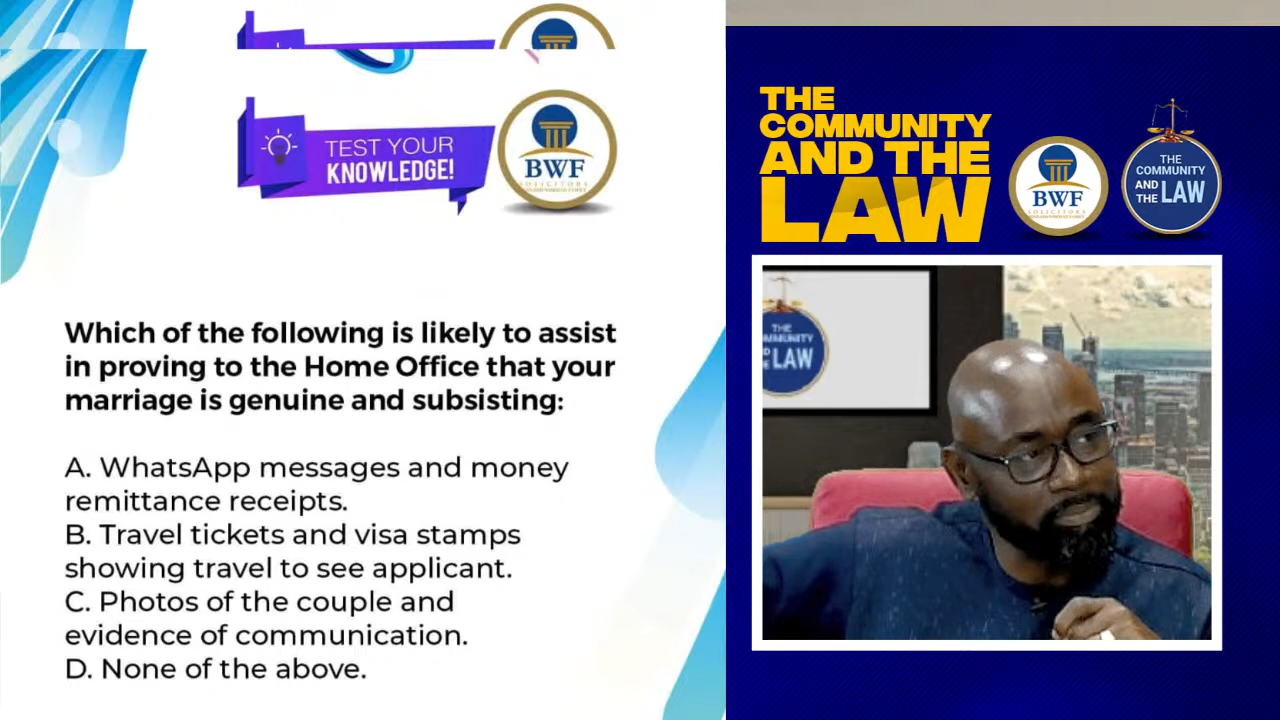 TEST YOUR
KNOWLEDGE!
BWF
SOLICITORS
Which of the following is likely to assist
in proving to the Home Office that your
marriage is genuine and subsisting:
A. WhatsApp messages and money
remittance receipts.
B. Travel tickets and visa stamps
showing travel to see applicant.
C. Photos of the couple and
evidence of communication.
D. None of the above.
THE
COMMUNITY
AND THE
LAW
BWF
SOLICITORS
THE
COMMUNITY
AND
THE LAW
THE
LAW